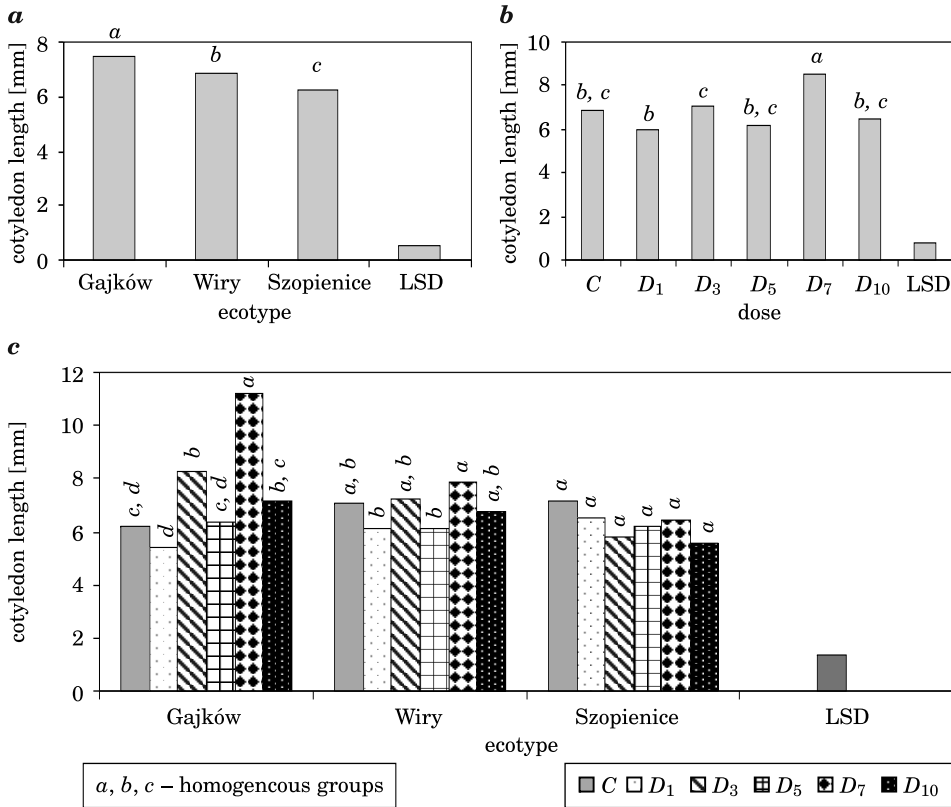 a
cotyledon length [mm]
8
6
4
2
0
a
b
c
Gajków Wiry Szopienice LSD
ecotype
b
cotyledon length [mm]
10
8
6
4
2
0
b, c
b
c
b, c
a
b, c
C D1 D3 D5 D7 D10 LSD
dose
c
cotyledon length [mm]
12
10
8
6
4
2
0
c, d
d
b
c, d
a
b, c
a, b
b
a, b
b
a
a, b
a
a
a
a
a
a
Gajków Wiry Szopienice LSD
ecotype
a, b, c – homogencous groups
C D1 D3 D5 D7 D10